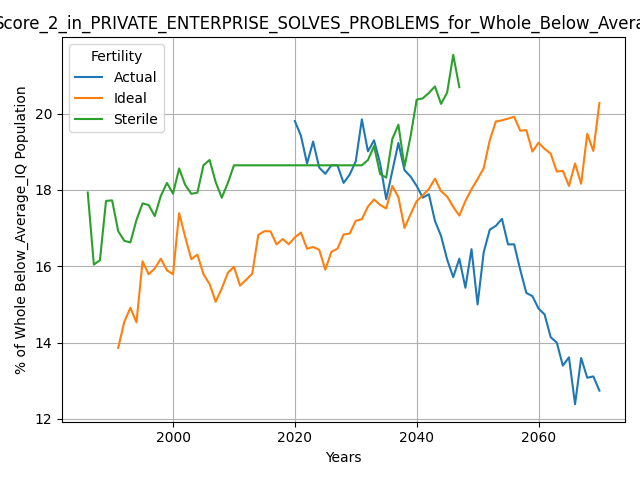 Score_2_in_PRIVATE_ENTERPRISE_SOLVES_PROBLEMS_for_Whole_Below_Avera
Fertility
Actual
Ideal
Sterile
% of Whole Below_Average_IQ Population
20
18
16
14
12
2000
2020
2040
2060
Years